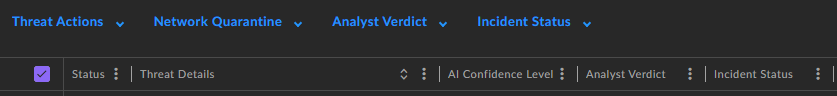 Threat Actions Network Quarantine Analyst Verdict Incident Status
Status Threat Details AI Confidence Level Analyst Verdict Incident Status